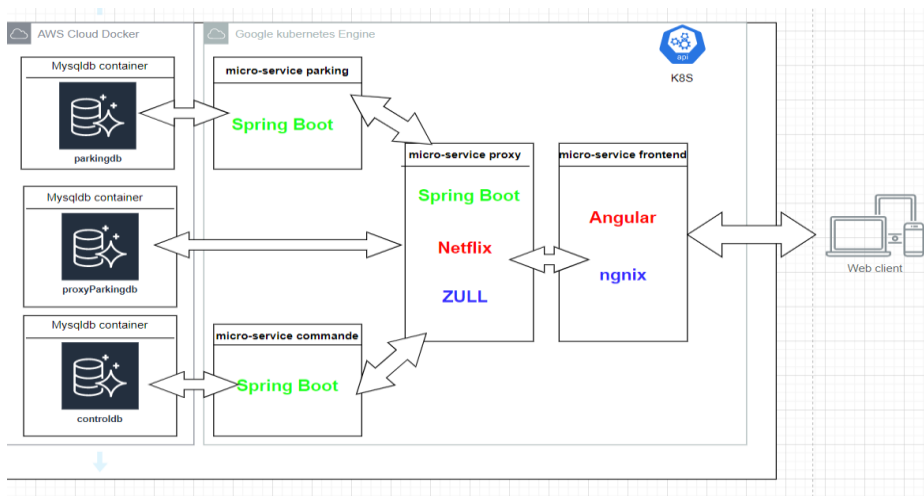 AWS Cloud Docker
Google kubernetes Engine
api
K8S
Mysqldb container
parkingdb
micro-service parking
Spring Boot
Mysqldb container
proxyParkingdb
micro-service proxy
Spring Boot
Netflix
ZULL
micro-service frontend
Angular
ngnix
Web client
Mysqldb container
controldb
micro-service commande
Spring Boot